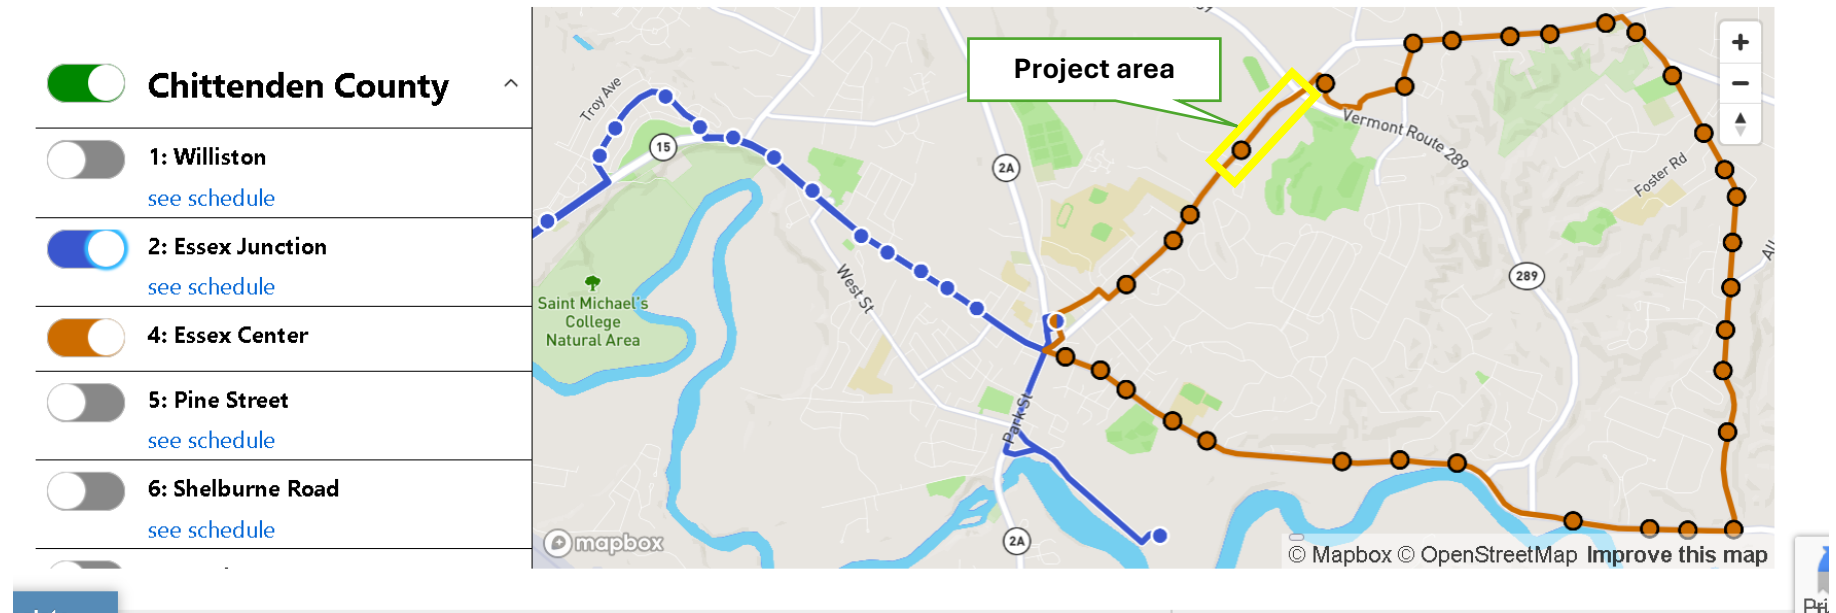 Chittenden County
1: Williston
see schedule
2: Essex Junction
see schedule
4: Essex Center
5: Pine Street
see schedule
6: Shelburne Road
see schedule
Project area
Troy Ave
15
2A
Vermont Route 289
Foster Rd
289
West St
Saint Michael's
College
Natural Area
Park St
2A
mapbox
© Mapbox © OpenStreetMap Improve this map